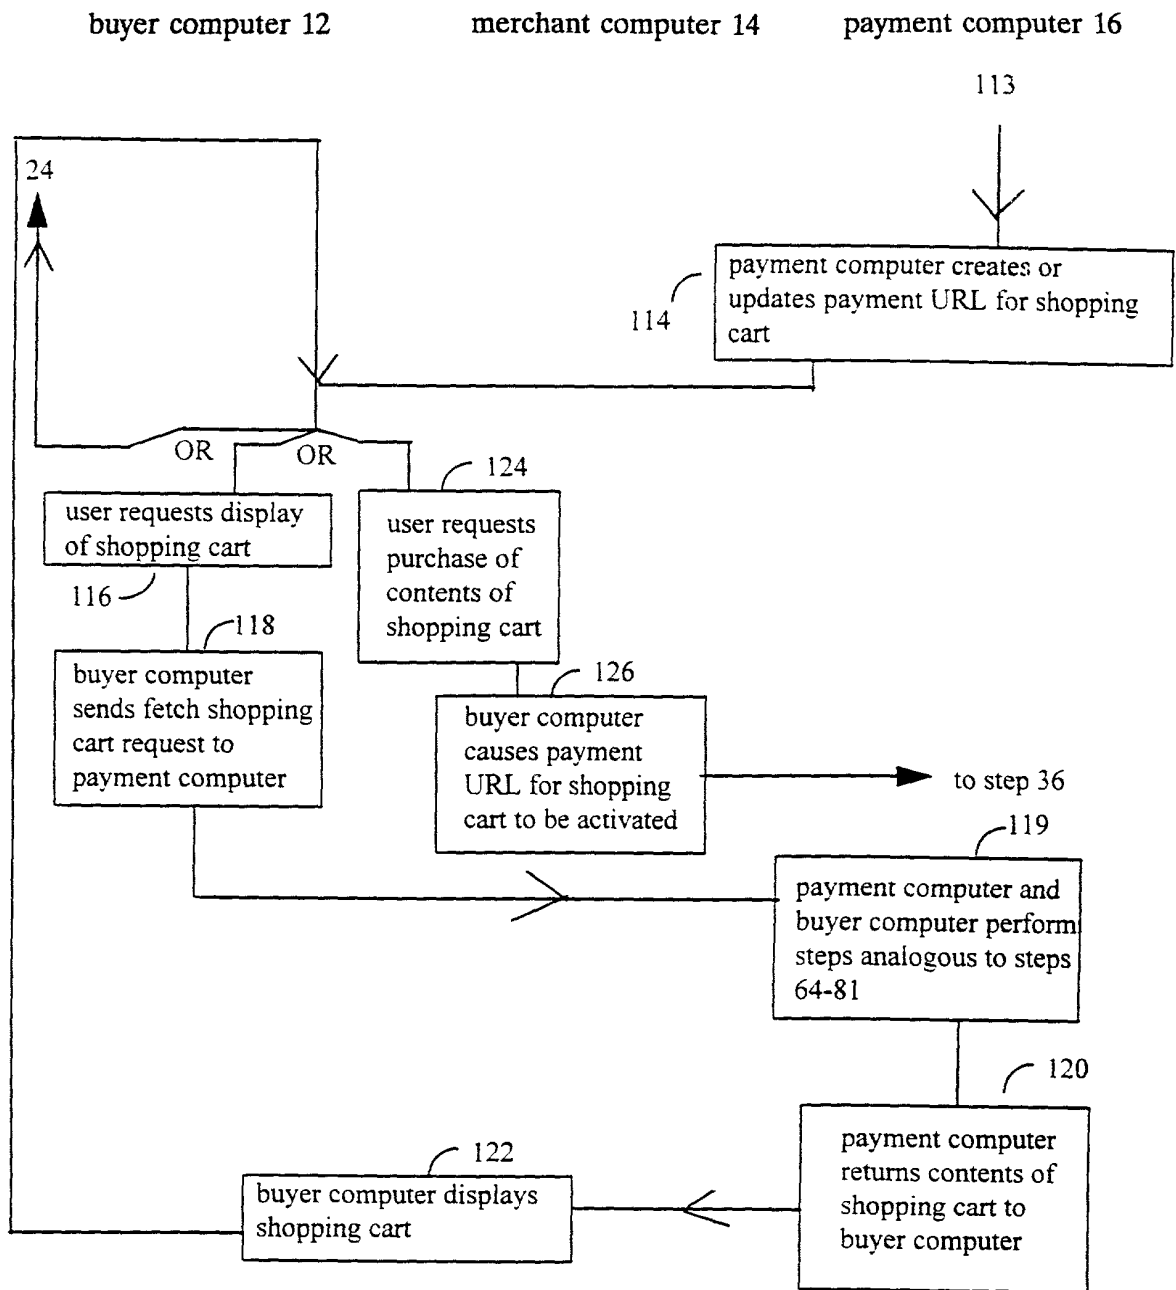 buyer computer 12 merchant computer 14 payment computer 16
113
24
payment computer creates or
updates payment URL for shopping
cart
114
OR
OR
124
user requests display
of shopping cart
116
user requests
purchase of
contents of
shopping cart
118
buyer computer
sends fetch shopping
cart request to
payment computer
126
buyer computer
causes payment
URL for shopping
cart to be activated
to step 36
119
payment computer and
buyer computer perform
steps analogous to steps
64-81
120
payment computer
returns contents of
shopping cart to
buyer computer
122
buyer computer displays
shopping cart